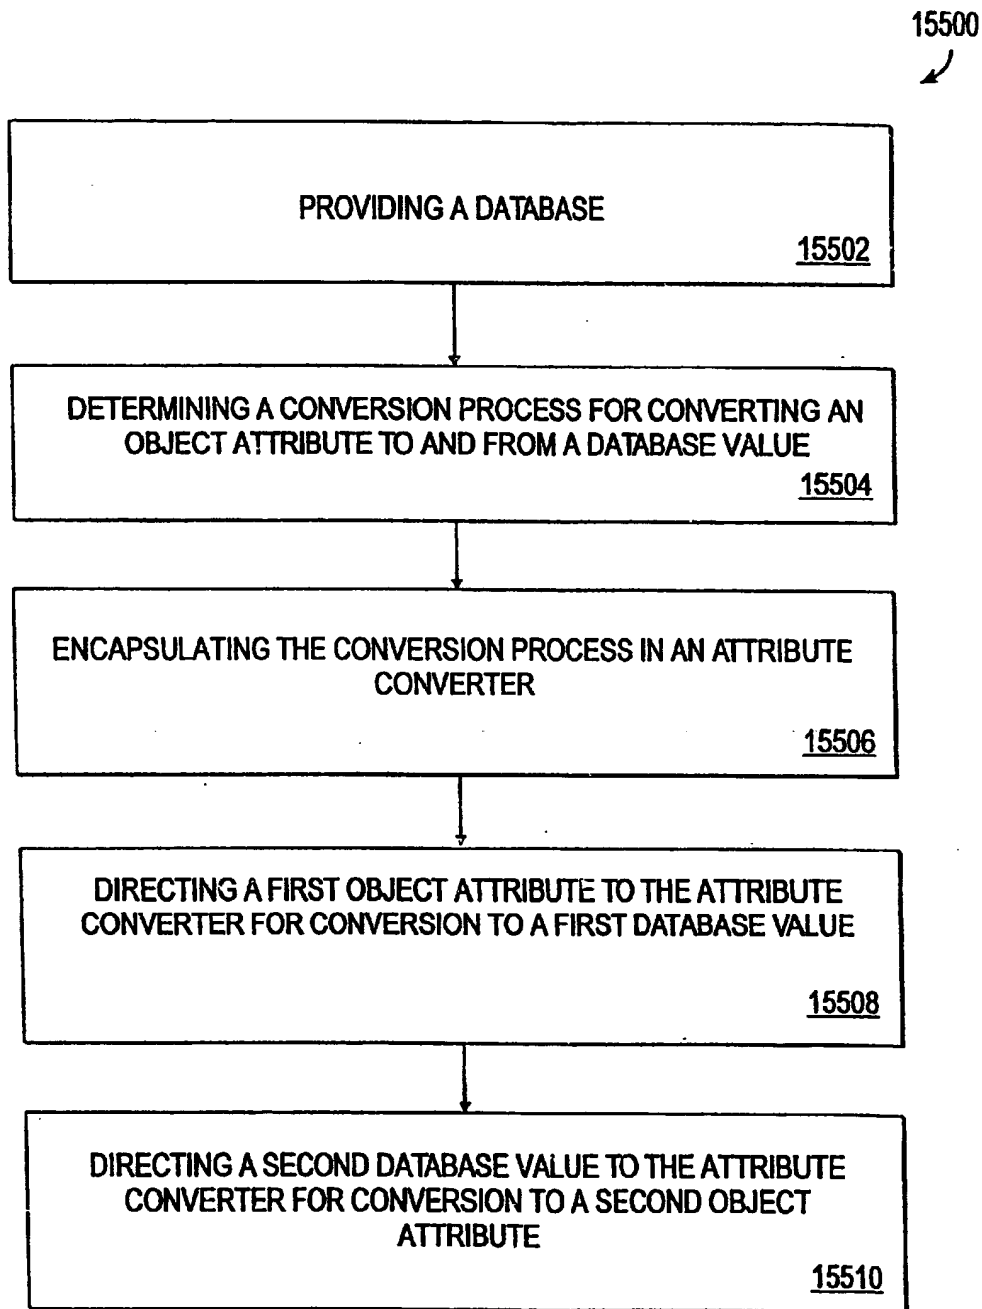 15500
PROVIDING A DATABASE
15502
DETERMINING A CONVERSION PROCESS FOR CONVERTING AN
OBJECT ATTRIBUTE TO AND FROM A DATABASE VALUE
15504
ENCAPSULATING THE CONVERSION PROCESS IN AN ATTRIBUTE
CONVERTER
15506
DIRECTING A FIRST OBJECT ATTRIBUTE TO THE ATTRIBUTE
CONVERTER FOR CONVERSION TO A FIRST DATABASE VALUE
15508
DIRECTING A SECOND DATABASE VALUE TO THE ATTRIBUTE
CONVERTER FOR CONVERSION TO A SECOND OBJECT
ATTRIBUTE
15510